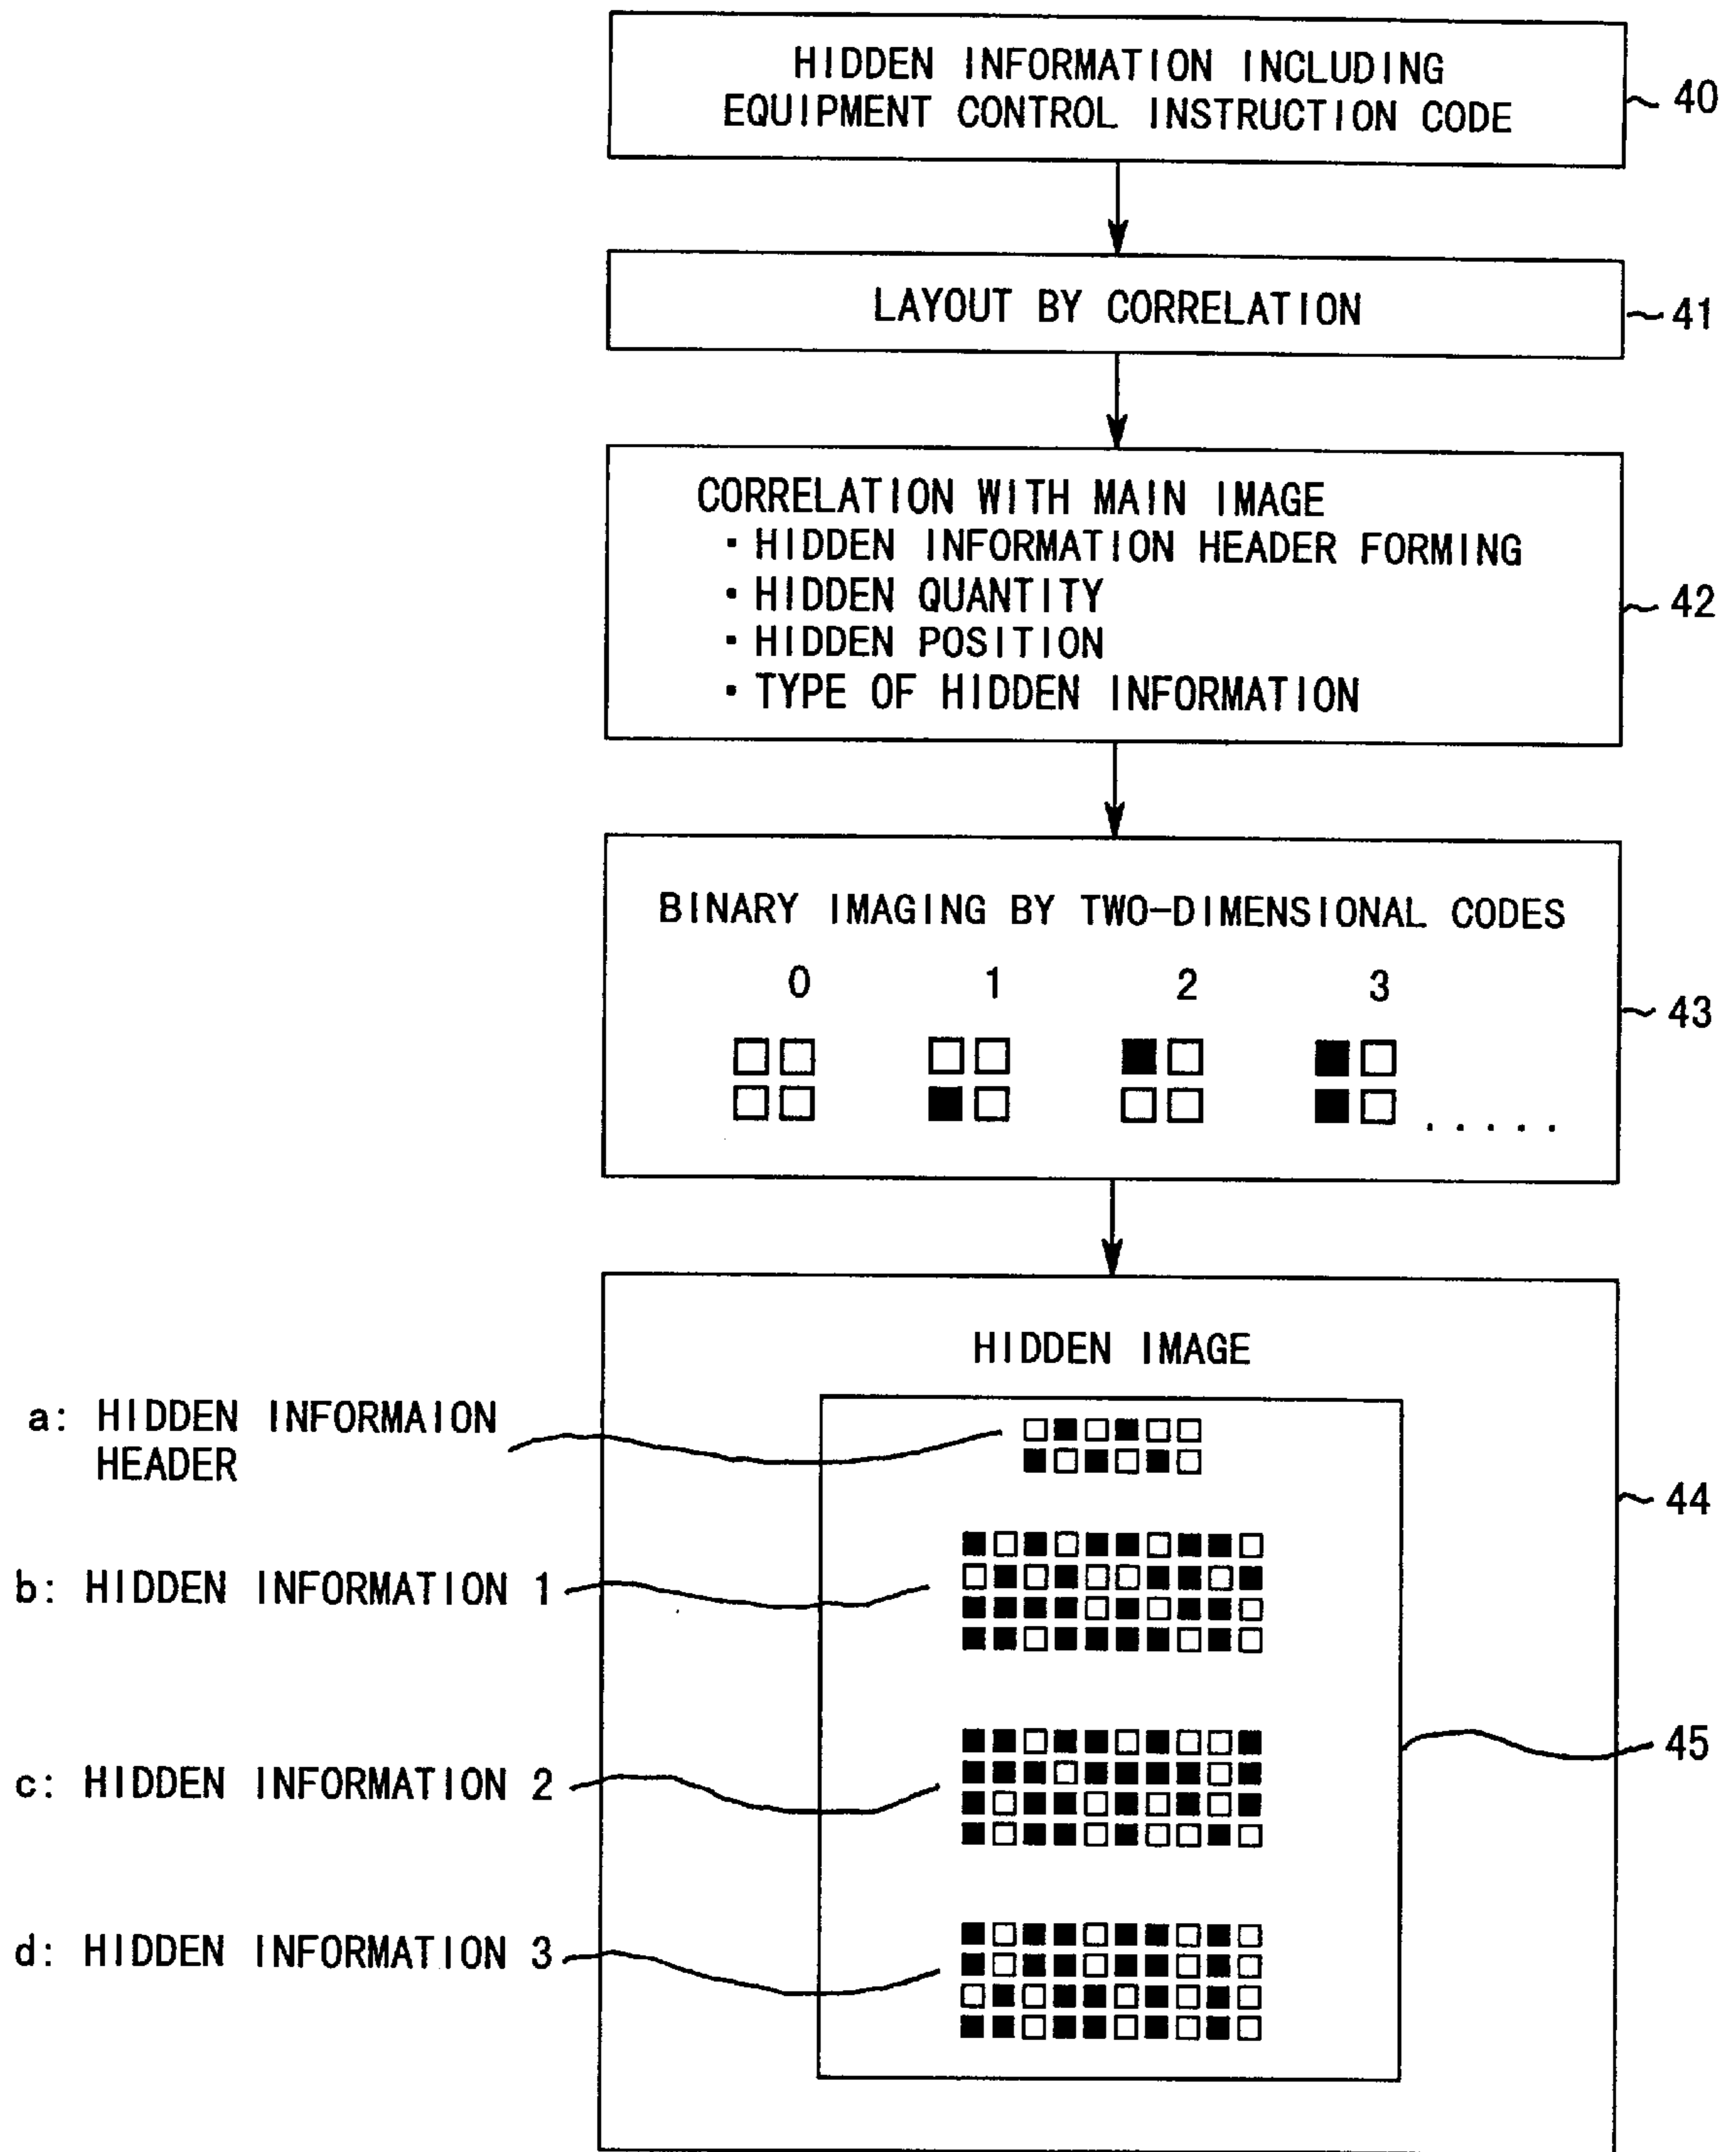 HIDDEN INFORMATION INCLUDING
EQUIPMENT CONTROL INSTRUCTION CODE
40
LAYOUT BY CORRELATION
41
CORRELATION WITH MAIN IMAGE
・HIDDEN INFORMATION HEADER FORMING
・HIDDEN QUANTITY
・HIDDEN POSITION
・TYPE OF HIDDEN INFORMATION
42
BINARY IMAGING BY TWO-DIMENSIONAL CODES
0 1 2 3
.....
43
HIDDEN IMAGE
a: HIDDEN INFORMAION
HEADER
44
b: HIDDEN INFORMATION 1
45
c: HIDDEN INFORMATION 2
d: HIDDEN INFORMATION 3